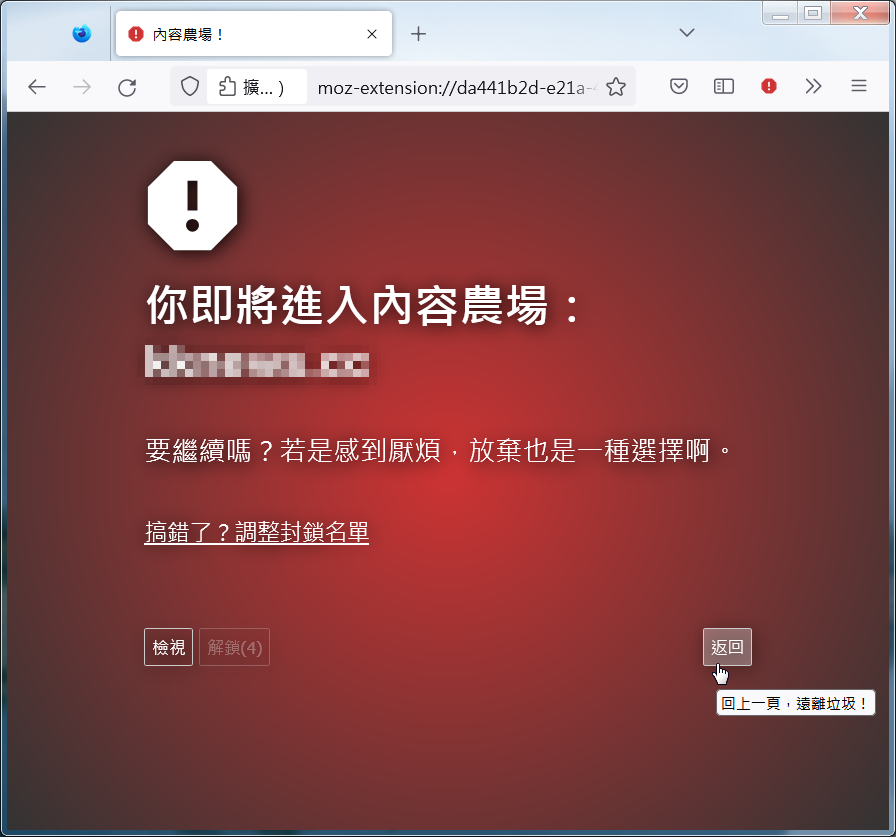 內容農場！
擴... )
moz-extension://da441b2d-e21a-
你即將進入內容農場：
要繼續嗎？若是感到厭煩，放棄也是一種選擇啊。
搞錯了？調整封鎖名單
檢視
解鎖(4)
返回
回上一頁，遠離垃圾！